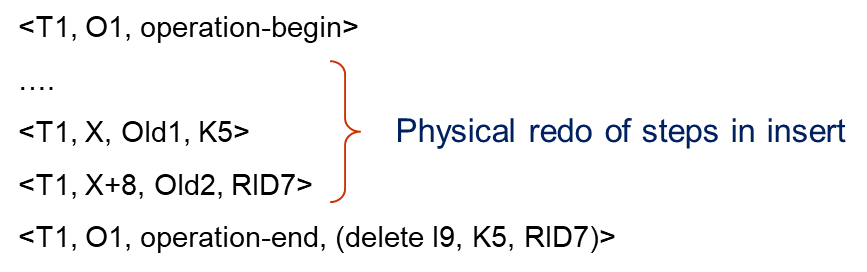 <T1, O1, operation-begin>
….
<T1, X, Old1, K5>
Physical redo of steps in insert
<T1, X+8, Old2, RID7>
<T1, O1, operation-end, (delete I9, K5, RID7)>